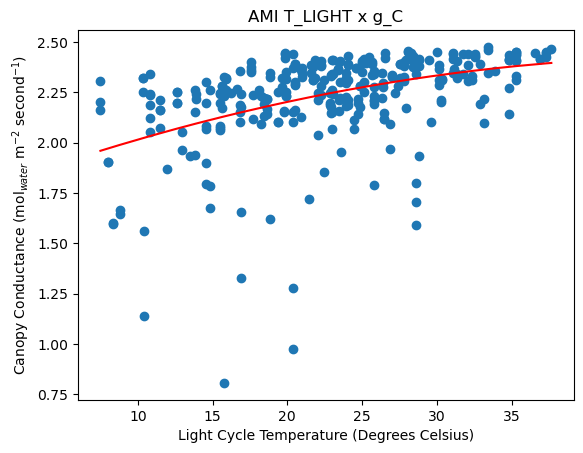 AMI T_LIGHT x g_C
2.50
2.25
2.00
1.75
1.50
1.25
1.00
0.75
Canopy Conductance (mol_water m⁻² second⁻¹)
10 15 20 25 30 35
Light Cycle Temperature (Degrees Celsius)